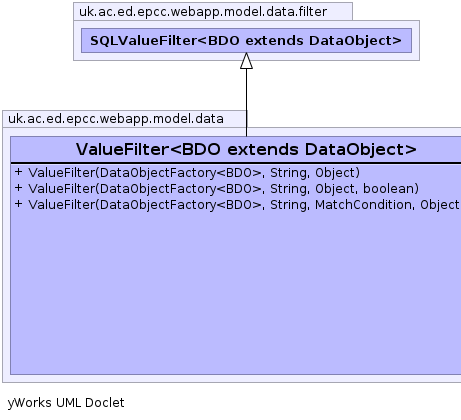 uk.ac.ed.epcc.webapp.model.data.filter
SQLValueFilter<BDO extends DataObject>
uk.ac.ed.epcc.webapp.model.data
ValueFilter<BDO extends DataObject>
+ ValueFilter(DataObjectFactory<BDO>, String, Object)
+ ValueFilter(DataObjectFactory<BDO>, String, Object, boolean)
+ ValueFilter(DataObjectFactory<BDO>, String, MatchCondition, Object
yWorks UML Doclet